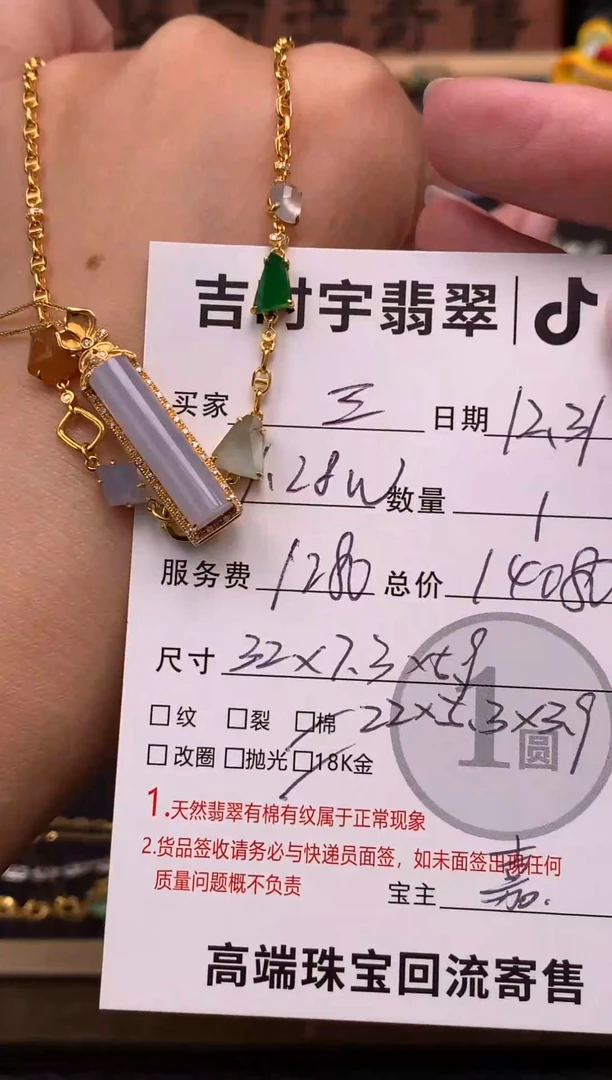 吉时宇翡翠
买家 王 日期 12.31
1.28W 数量 1
服务费 1280 总价 14080
尺寸 32×7.3×5.9
□纹 □裂 □棉 22×5.3×3.9
□改圈 □抛光 □18K金
1圆
1.天然翡翠有棉有纹属于正常现象
2.货品签收请务必与快递员面签，如未面签出现任何
质量问题概不负责
宝主 嘉.
高端珠宝回流寄售